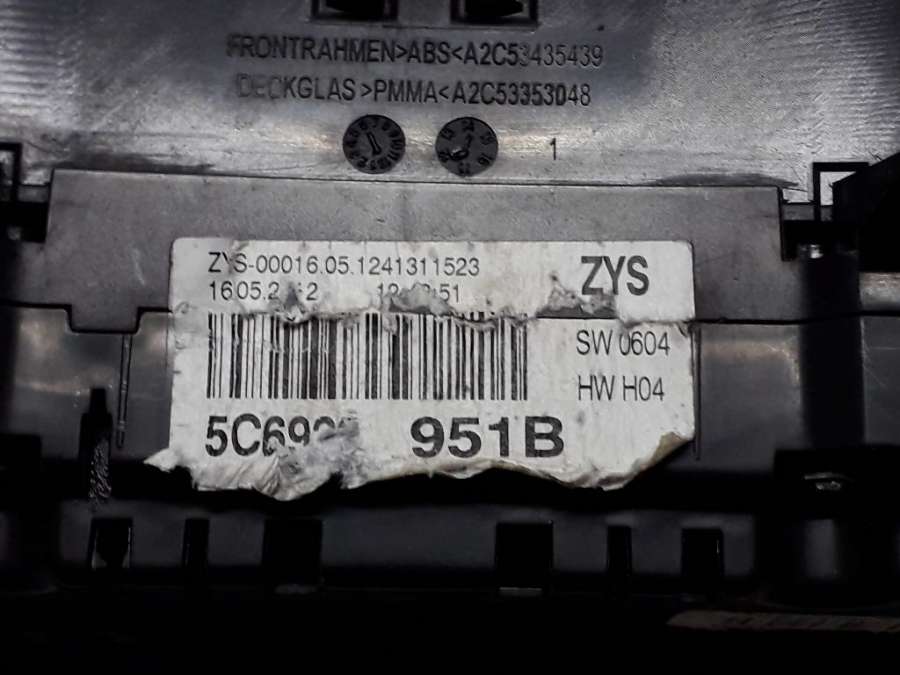 FRONTRAHMEN>ABS<A2C53435439
DECKGLAS>PMMA<A2C53353048
1
ZYS-00016.05.1241311523
ZYS
SW 0604
HW H04
951B